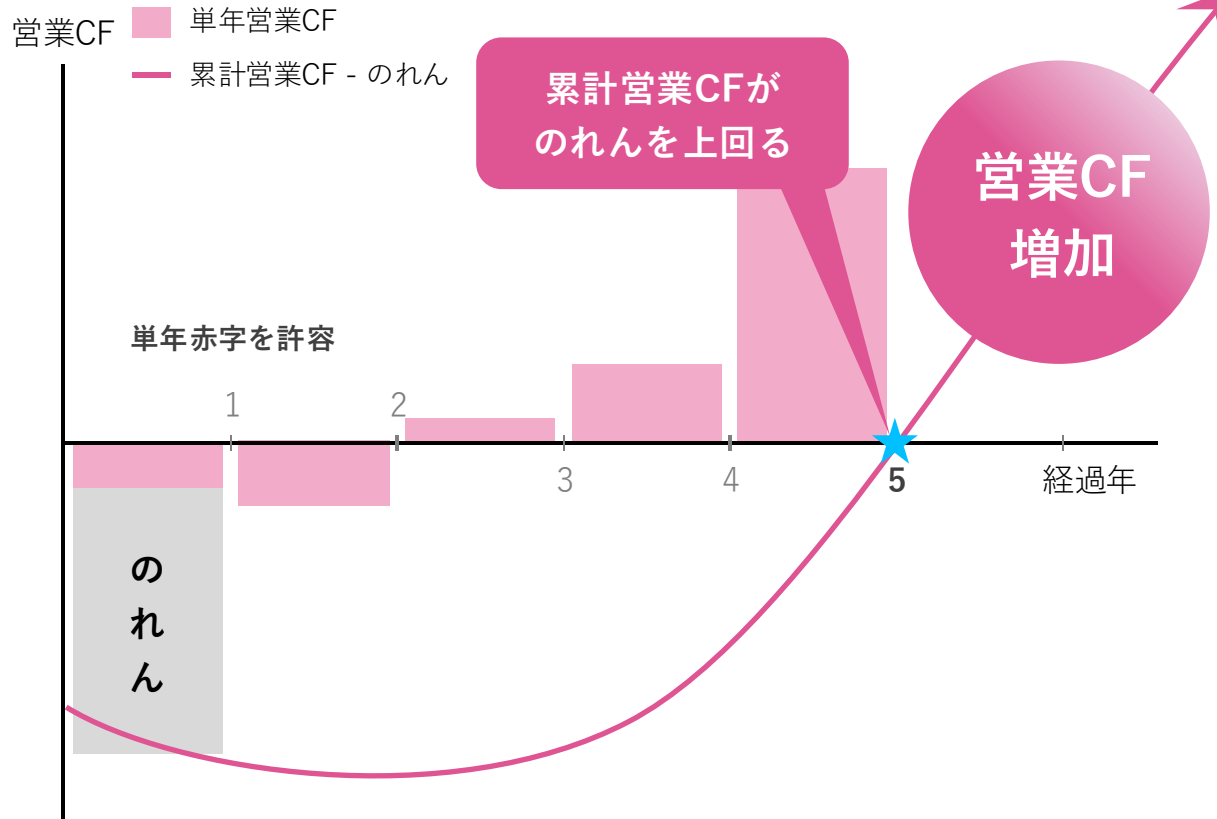 営業CF
単年営業CF
累計営業CF - のれん
累計営業CFが
のれんを上回る
営業CF
増加
単年赤字を許容
1
2
3
4
5
経過年
のれん